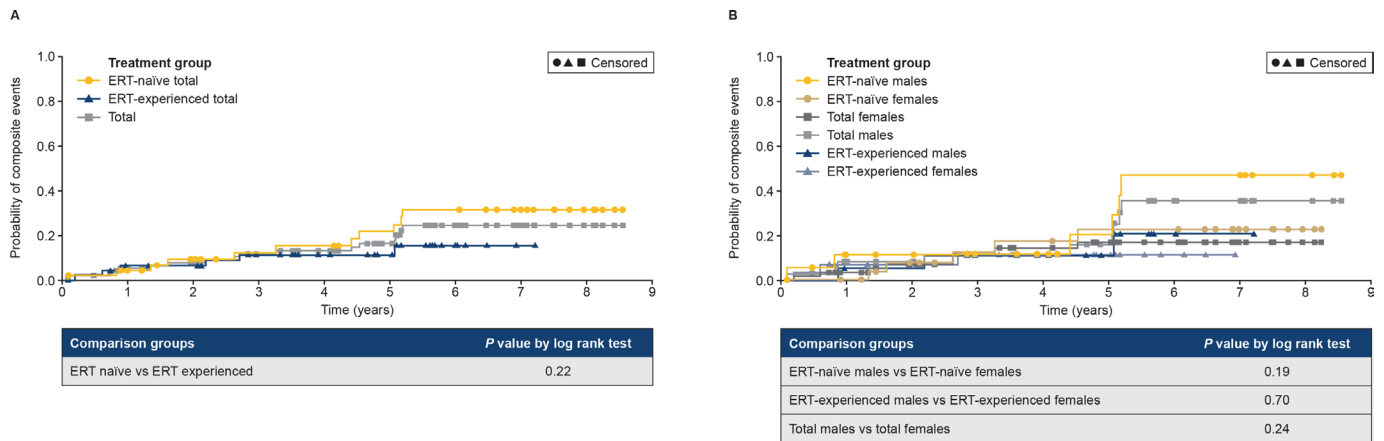 A
Probability of composite events
1.0
0.8
0.6
0.4
0.2
0.0
Treatment group
ERT-naïve total
ERT-experienced total
Total
Censored
0 1 2 3 4 5 6 7 8 9
Time (years)
Comparison groups P value by log rank test
ERT naïve vs ERT experienced 0.22
B
Probability of composite events
1.0
0.8
0.6
0.4
0.2
0.0
Treatment group
ERT-naïve males
ERT-naïve females
Total females
Total males
ERT-experienced males
ERT-experienced females
Censored
0 1 2 3 4 5 6 7 8 9
Time (years)
Comparison groups P value by log rank test
ERT-naïve males vs ERT-naïve females 0.19
ERT-experienced males vs ERT-experienced females 0.70
Total males vs total females 0.24